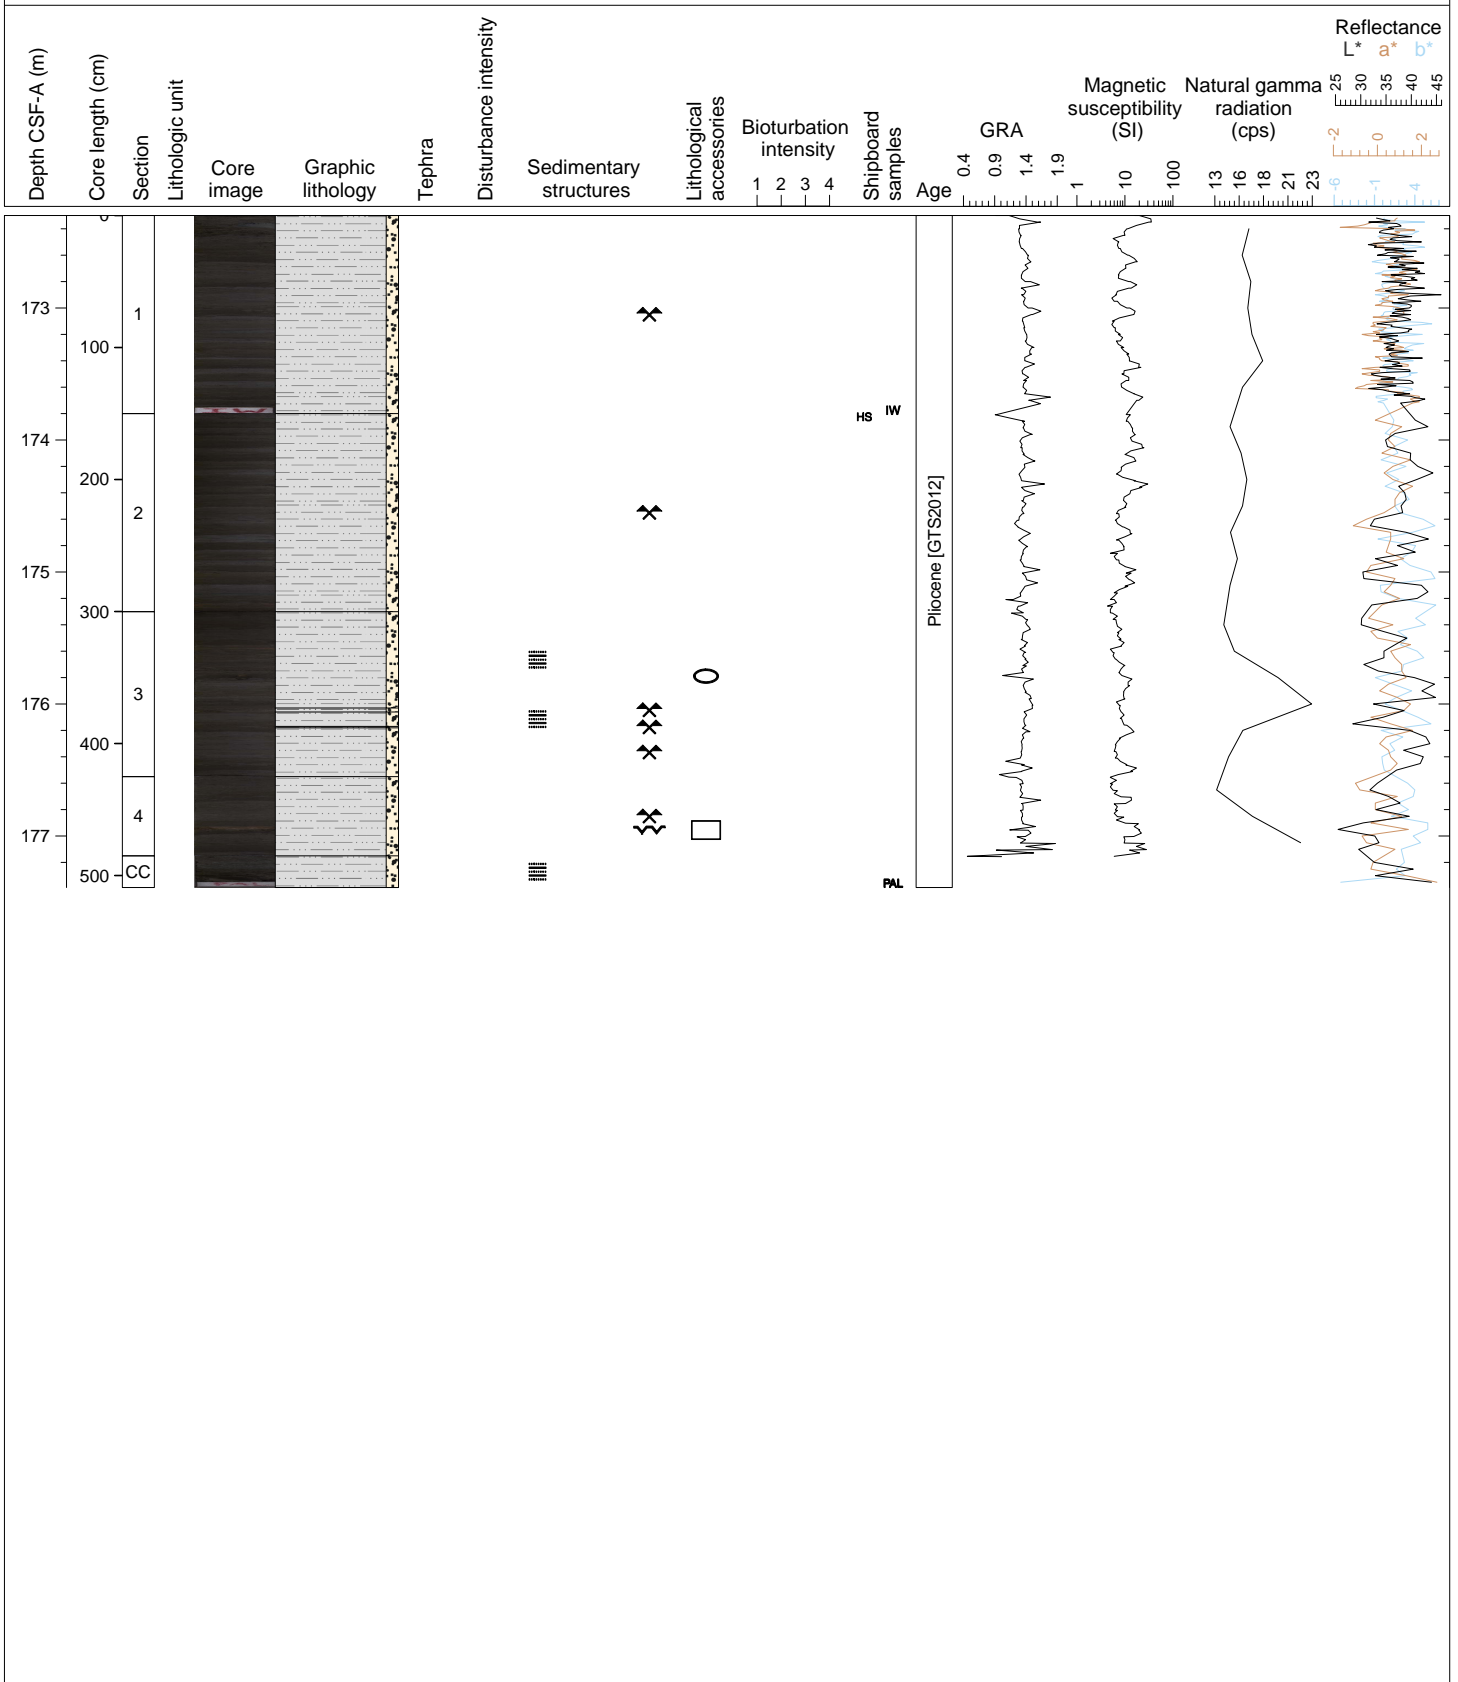 Depth CSF-A (m)
Core length (cm)
Section
Lithologic unit
Core
image
Graphic
lithology
Tephra
Disturbance intensity
Sedimentary
structures
Lithological
accessories
Bioturbation
intensity
1 2 3 4
Shipboard
samples
Age
GRA
0.4 0.9 1.4 1.9
Magnetic
susceptibility
(SI)
1 10 100
Natural gamma
radiation
(cps)
13 16 18 21 23
Reflectance
L* a* b*
25 30 35 40 45
-2 0 2
-6 -1 4
0
173
1
100
IW
HS
IW
174
200
2
Pliocene [GTS2012]
175
300
3
176
400
4
177
CC
500
PAL